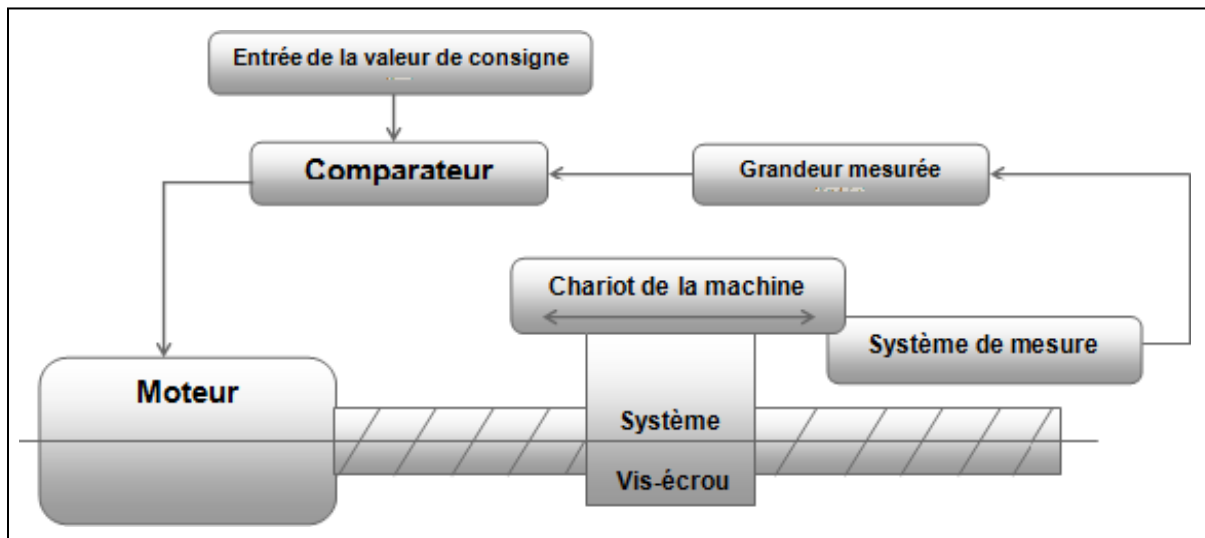 Entrée de la valeur de consigne
Comparateur
Grandeur mesurée
Chariot de la machine
Système de mesure
Moteur
Système
Vis-écrou